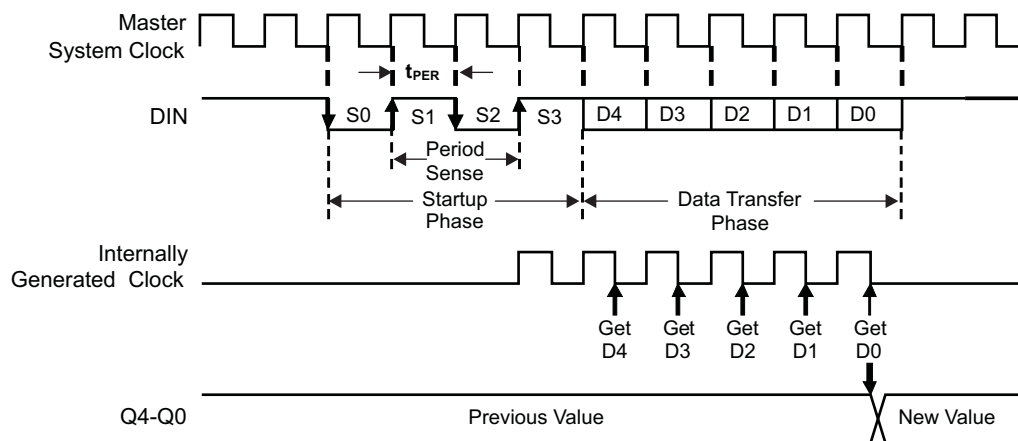 Master
System Clock
tPER
DIN
S0 S1 S2 S3 D4 D3 D2 D1 D0
Period
Sense
Startup
Phase
Data Transfer
Phase
Internally
Generated Clock
Get Get Get Get Get
D4 D3 D2 D1 D0
Q4-Q0
Previous Value
New Value